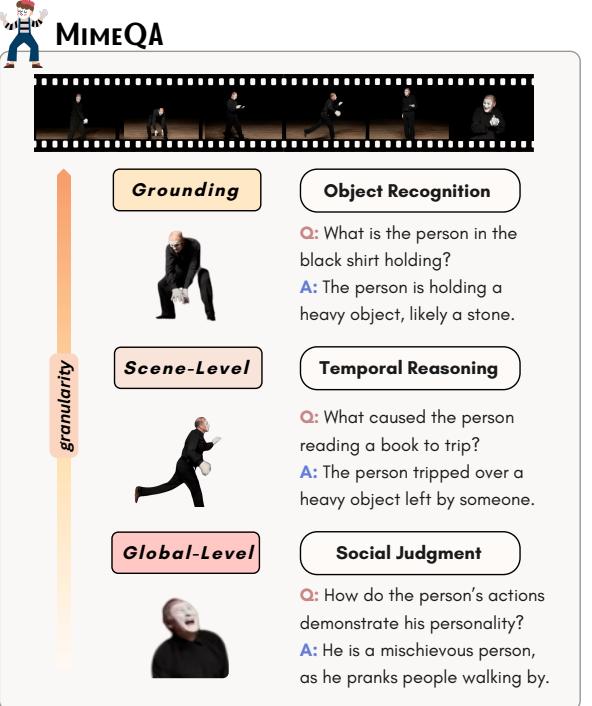 MIMEQA
Grounding
Object Recognition
Q: What is the person in the
black shirt holding?
A: The person is holding a
heavy object, likely a stone.
granularity
Scene-Level
Temporal Reasoning
Q: What caused the person
reading a book to trip?
A: The person tripped over a
heavy object left by someone.
Global-Level
Social Judgment
Q: How do the person's actions
demonstrate his personality?
A: He is a mischievous person,
as he pranks people walking by.